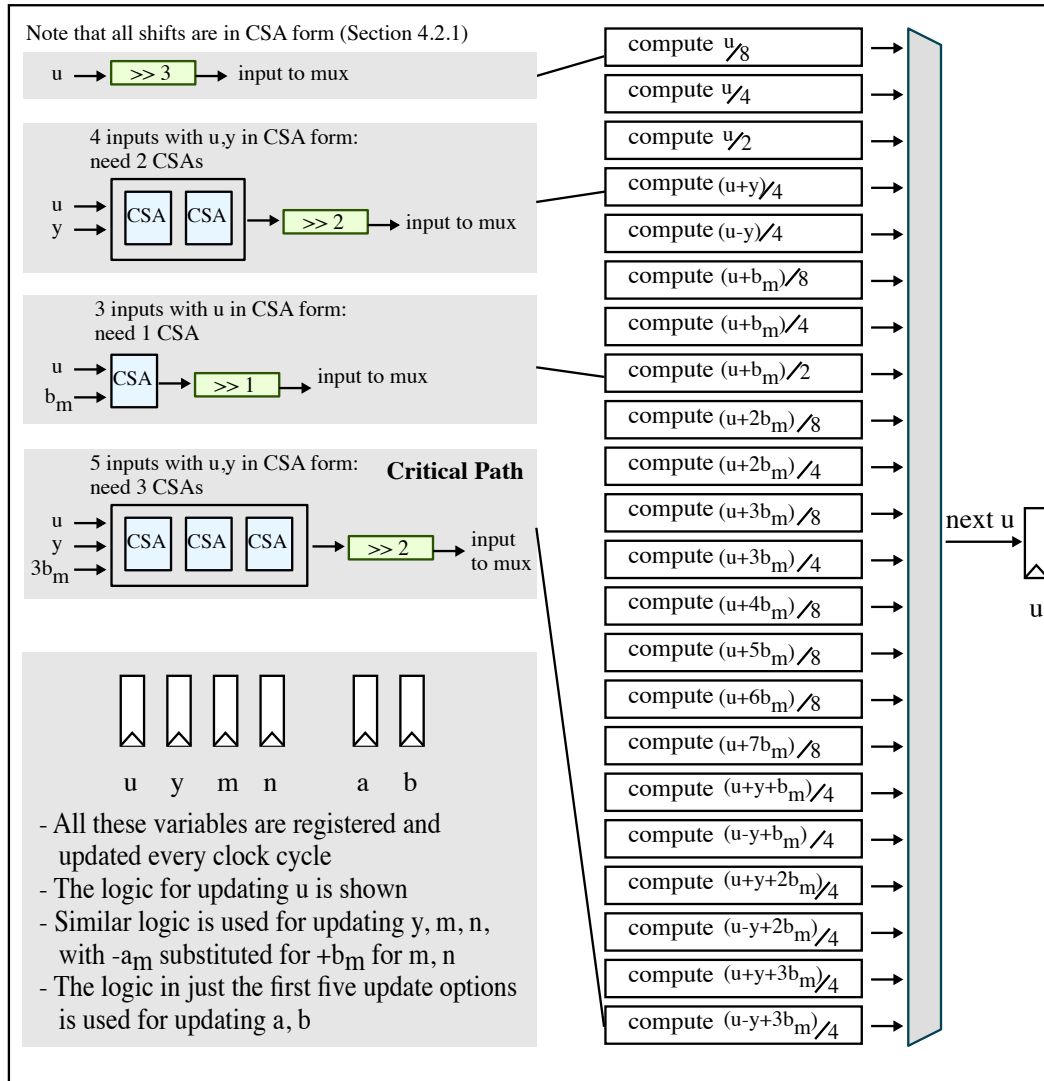 Note that all shifts are in CSA form (Section 4.2.1)
u
>> 3
input to mux
4 inputs with u,y in CSA form:
need 2 CSAs
u
y
CSA
CSA
>> 2
input to mux
3 inputs with u in CSA form:
need 1 CSA
u
b_m
CSA
>> 1
input to mux
5 inputs with u,y in CSA form:
need 3 CSAs
Critical Path
u
y
3b_m
CSA
CSA
CSA
>> 2
input
to mux
u y m n a b
- All these variables are registered and
updated every clock cycle
- The logic for updating u is shown
- Similar logic is used for updating y, m, n,
with -a_m substituted for +b_m for m, n
- The logic in just the first five update options
is used for updating a, b
compute u/8
compute u/4
compute u/2
compute (u+y)/4
compute (u-y)/4
compute (u+b_m)/8
compute (u+b_m)/4
compute (u+b_m)/2
compute (u+2b_m)/8
compute (u+2b_m)/4
compute (u+3b_m)/8
compute (u+3b_m)/4
compute (u+4b_m)/8
compute (u+5b_m)/8
compute (u+6b_m)/8
compute (u+7b_m)/8
compute (u+y+b_m)/4
compute (u-y+b_m)/4
compute (u+y+2b_m)/4
compute (u-y+2b_m)/4
compute (u+y+3b_m)/4
compute (u-y+3b_m)/4
next u
u